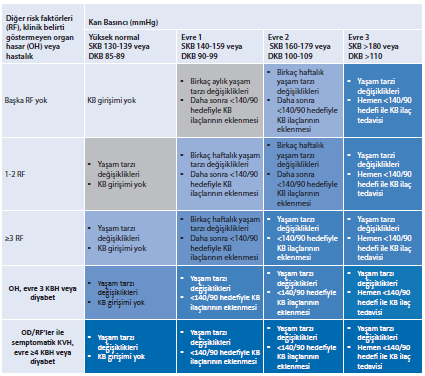 Diğer risk faktörleri
(RF), klinik belirti
göstermeyen organ
hasar (OH) veya
hastalık
Kan Basıncı (mmHg)
Yüksek normal
SKB 130-139 veya
DKB 85-89
Evre 1
SKB 140-159 veya
DKB 90-99
Evre 2
SKB 160-179 veya
DKB 100-109
Evre 3
SKB >180 veya
DKB >110
Başka RF yok
KB girişimi yok
• Birkaç aylık yaşam
tarzı değişiklikleri
• Daha sonra <140/90
hedefiyle KB
ilaçlarının eklenmesi
• Birkaç haftalık
yaşam tarzı
değişiklikleri
• Daha sonra
<140/90 hedefiyle
KB ilaçlarının
eklenmesi
• Yaşam tarzı
değişiklikleri
• Hemen <140/90
hedefi ile KB ilaç
tedavisi
1-2 RF
• Yaşam tarzı
değişiklikleri
• KB girişimi yok
• Birkaç haftalık yaşam
tarzı değişiklikleri
• Daha sonra <140/90
hedefiyle KB
ilaçlarının eklenmesi
• Birkaç haftalık
yaşam tarzı
değişiklikleri
• Daha sonra
<140/90 hedefiyle
KB ilaçlarının
eklenmesi
• Yaşam tarzı
değişiklikleri
• Hemen <140/90
hedefi ile KB ilaç
tedavisi
≥3 RF
• Yaşam tarzı
değişiklikleri
• KB girişimi yok
• Birkaç haftalık yaşam
tarzı değişiklikleri
• Daha sonra <140/90
hedefiyle KB
ilaçlarının eklenmesi
• Yaşam tarzı
değişiklikleri
• <140/90 hedefiyle
KB ilaçlarının
eklenmesi
• Yaşam tarzı
değişiklikleri
• Hemen <140/90
hedefi ile KB ilaç
tedavisi
OH, evre 3 KBH veya
diyabet
• Yaşam tarzı
değişiklikleri
• KB girişimi yok
• Yaşam tarzı
değişiklikleri
• <140/90 hedefiyle KB
ilaçlarının eklenmesi
• Yaşam tarzı
değişiklikleri
• <140/90 hedefiyle
KB ilaçlarının
eklenmesi
• Yaşam tarzı
değişiklikleri
• Hemen <140/90
hedefi ile KB ilaç
tedavisi
OD/RF'ler ile
semptomatik KVH,
evre ≥4 KBH veya
diyabet
• Yaşam tarzı
değişiklikleri
• KB girişimi yok
• Yaşam tarzı
değişiklikleri
• <140/90 hedefiyle KB
ilaçlarının eklenmesi
• Yaşam tarzı
değişiklikleri
• <140/90 hedefiyle
KB ilaçlarının
eklenmesi
• Yaşam tarzı
değişiklikleri
• Hemen <140/90
hedefi ile KB ilaç
tedavisi